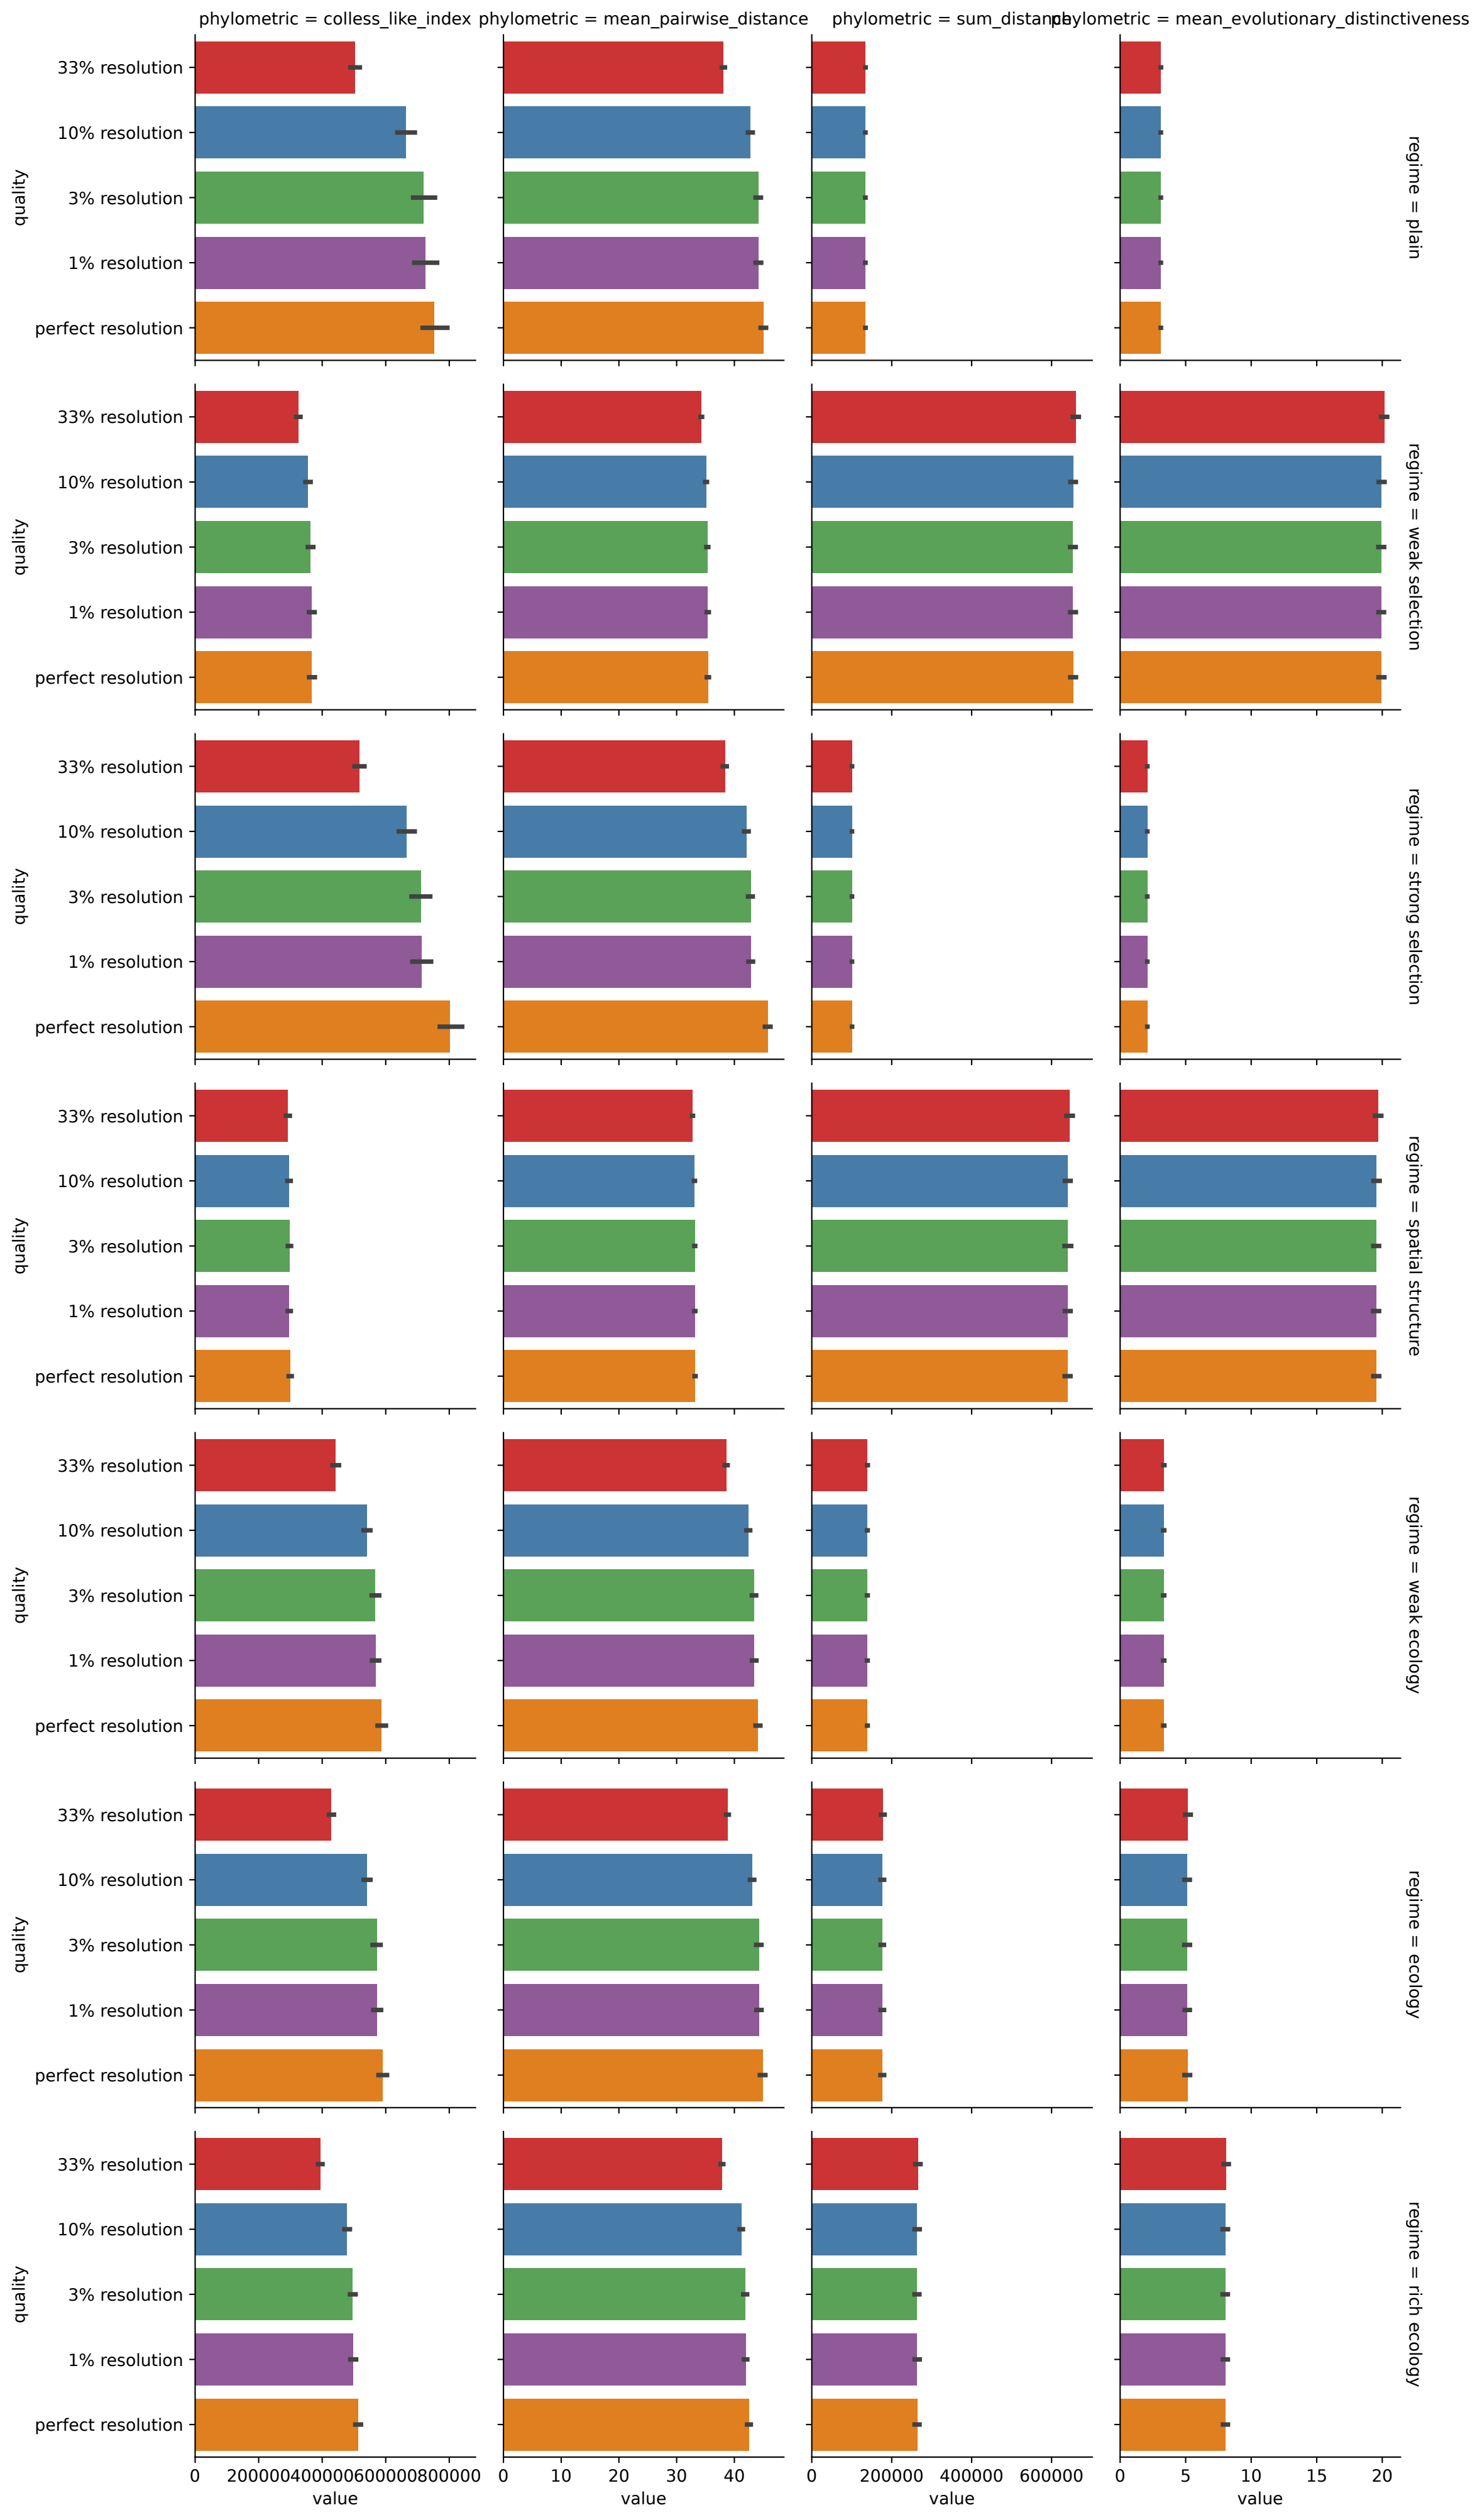 phylometric = colless_like_index
phylometric = mean_pairwise_distance
phylometric = sum_distance
phylometric = mean_evolutionary_distinctiveness
quality
33% resolution
10% resolution
3% resolution
1% resolution
perfect resolution
regime = plain
quality
33% resolution
10% resolution
3% resolution
1% resolution
perfect resolution
regime = weak selection
quality
33% resolution
10% resolution
3% resolution
1% resolution
perfect resolution
regime = strong selection
quality
33% resolution
10% resolution
3% resolution
1% resolution
perfect resolution
regime = spatial structure
quality
33% resolution
10% resolution
3% resolution
1% resolution
perfect resolution
regime = weak ecology
quality
33% resolution
10% resolution
3% resolution
1% resolution
perfect resolution
regime = ecology
quality
33% resolution
10% resolution
3% resolution
1% resolution
perfect resolution
regime = rich ecology
0 200000 400000 600000 800000
0 10 20 30 40
0 200000 400000 600000
0 5 10 15 20
value
value
value
value